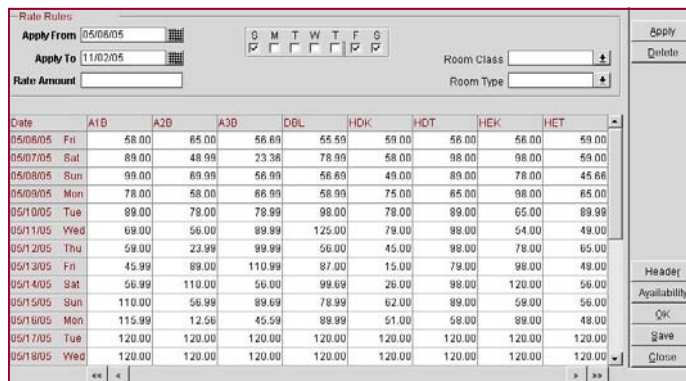 Rate Rules
Apply From 05/06/05
S M T W T F S
Apply To 11/02/05
Room Class
Rate Amount
Room Type
Apply
Delete
Date A1B A2B A3B DBL HDK HDT HEK HET
05/06/05 Fri 58.00 65.00 56.69 55.59 59.00 56.00 56.00 59.00
05/07/05 Sat 89.00 48.99 23.36 78.99 58.00 98.00 98.00 59.00
05/08/05 Sun 99.00 69.99 56.99 56.69 49.00 89.00 78.00 45.66
05/09/05 Mon 78.00 58.00 66.99 58.99 75.00 65.00 98.00 65.00
05/10/05 Tue 89.00 78.00 78.99 98.00 78.00 89.00 65.00 89.99
05/11/05 Wed 69.00 56.00 89.99 125.00 79.00 98.00 54.00 49.00
05/12/05 Thu 59.00 23.99 99.99 56.00 45.00 98.00 78.00 65.00
05/13/05 Fri 45.99 89.00 110.99 87.00 15.00 79.00 98.00 48.00
05/14/05 Sat 56.99 110.00 56.00 99.69 26.00 98.00 120.00 56.00
05/15/05 Sun 110.00 56.99 89.69 78.99 62.00 89.00 59.00 56.00
05/16/05 Mon 115.99 12.56 45.59 89.99 51.00 58.00 89.00 48.00
05/17/05 Tue 120.00 120.00 120.00 120.00 120.00 120.00 120.00 120.00
05/18/05 Wed 120.00 120.00 120.00 120.00 120.00 120.00 120.00 120.00
Header
Availability
OK
Save
Close